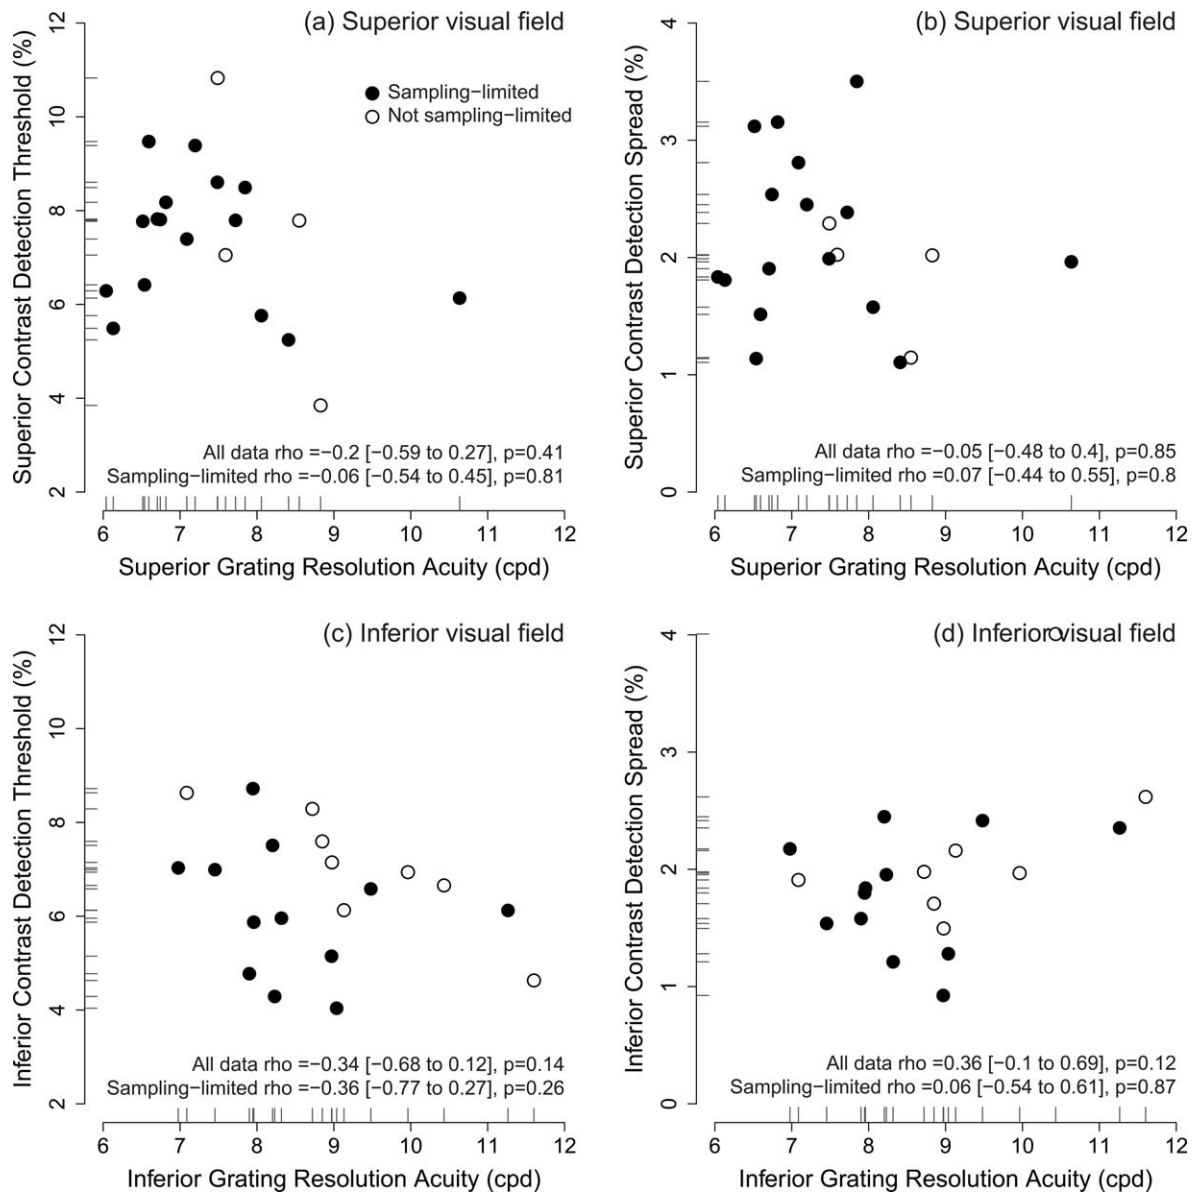 (a) Superior visual field
Sampling−limited
Not sampling−limited
Superior Contrast Detection Threshold (%)
12
10
8
6
4
2
All data rho =−0.2 [−0.59 to 0.27], p=0.41
Sampling−limited rho =−0.06 [−0.54 to 0.45], p=0.81
6 7 8 9 10 11 12
Superior Grating Resolution Acuity (cpd)
(b) Superior visual field
Superior Contrast Detection Spread (%)
4
3
2
1
0
All data rho =−0.05 [−0.48 to 0.4], p=0.85
Sampling−limited rho =0.07 [−0.44 to 0.55], p=0.8
6 7 8 9 10 11 12
Superior Grating Resolution Acuity (cpd)
(c) Inferior visual field
Inferior Contrast Detection Threshold (%)
12
10
8
6
4
2
All data rho =−0.34 [−0.68 to 0.12], p=0.14
Sampling−limited rho =−0.36 [−0.77 to 0.27], p=0.26
6 7 8 9 10 11 12
Inferior Grating Resolution Acuity (cpd)
(d) Inferior visual field
Inferior Contrast Detection Spread (%)
4
3
2
1
0
All data rho =0.36 [−0.1 to 0.69], p=0.12
Sampling−limited rho =0.06 [−0.54 to 0.61], p=0.87
6 7 8 9 10 11 12
Inferior Grating Resolution Acuity (cpd)